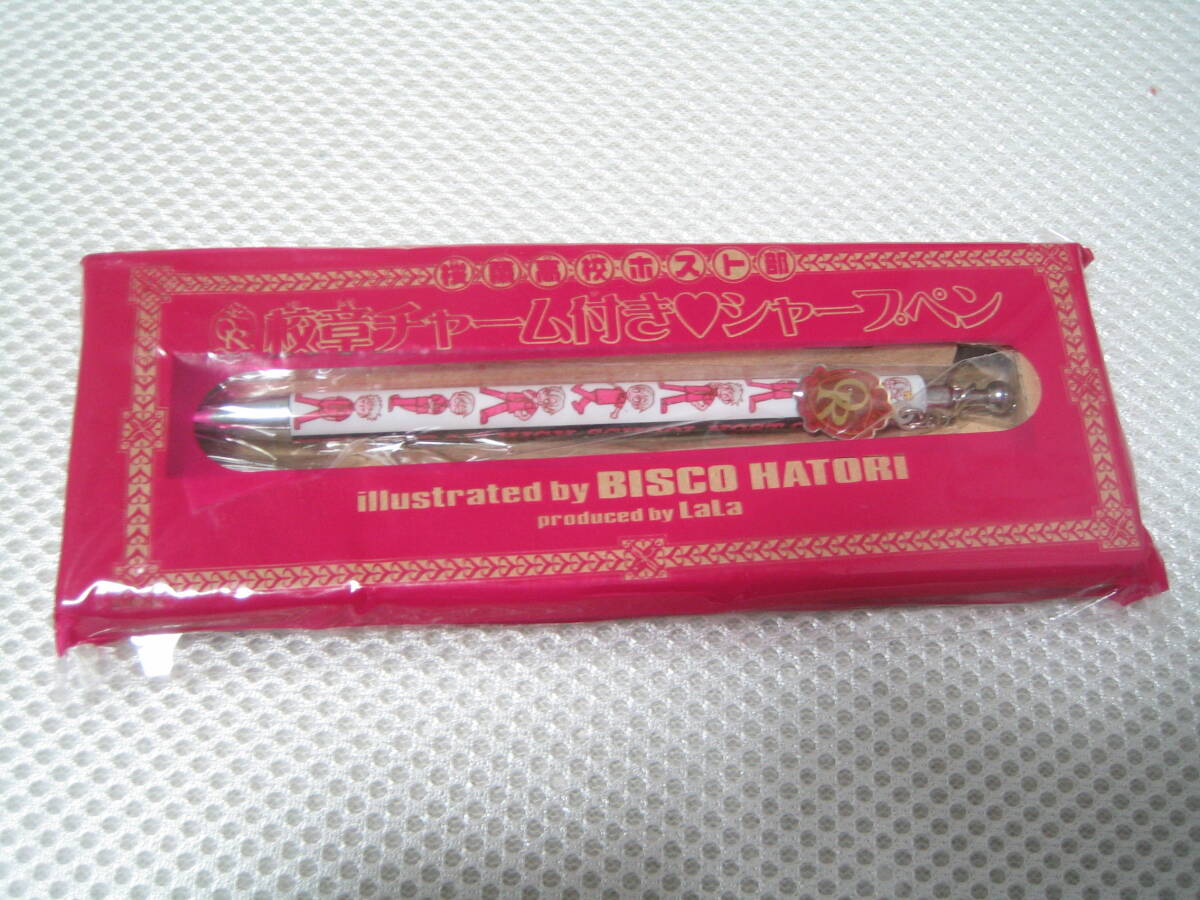 桜蘭高校ホスト部
校章チャーム付き♥シャープペン
illustrated by BISCO HATORI
produced by LaLa